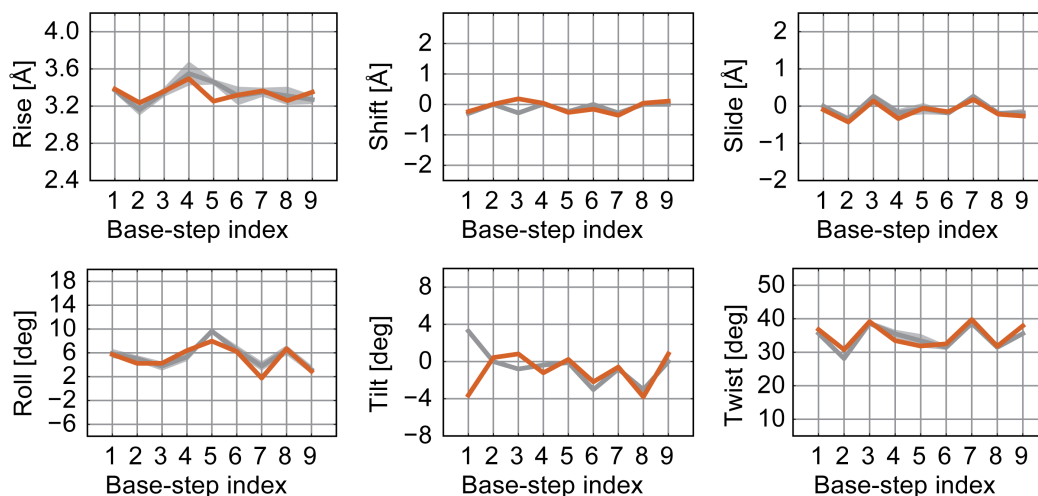 Rise [Å]
4.0
3.6
3.2
2.8
2.4
1 2 3 4 5 6 7 8 9
Base-step index
Shift [Å]
2
1
0
−1
−2
1 2 3 4 5 6 7 8 9
Base-step index
Slide [Å]
2
1
0
−1
−2
1 2 3 4 5 6 7 8 9
Base-step index
Roll [deg]
18
14
10
6
2
−2
−6
1 2 3 4 5 6 7 8 9
Base-step index
Tilt [deg]
8
4
0
−4
−8
1 2 3 4 5 6 7 8 9
Base-step index
Twist [deg]
50
40
30
20
10
1 2 3 4 5 6 7 8 9
Base-step index